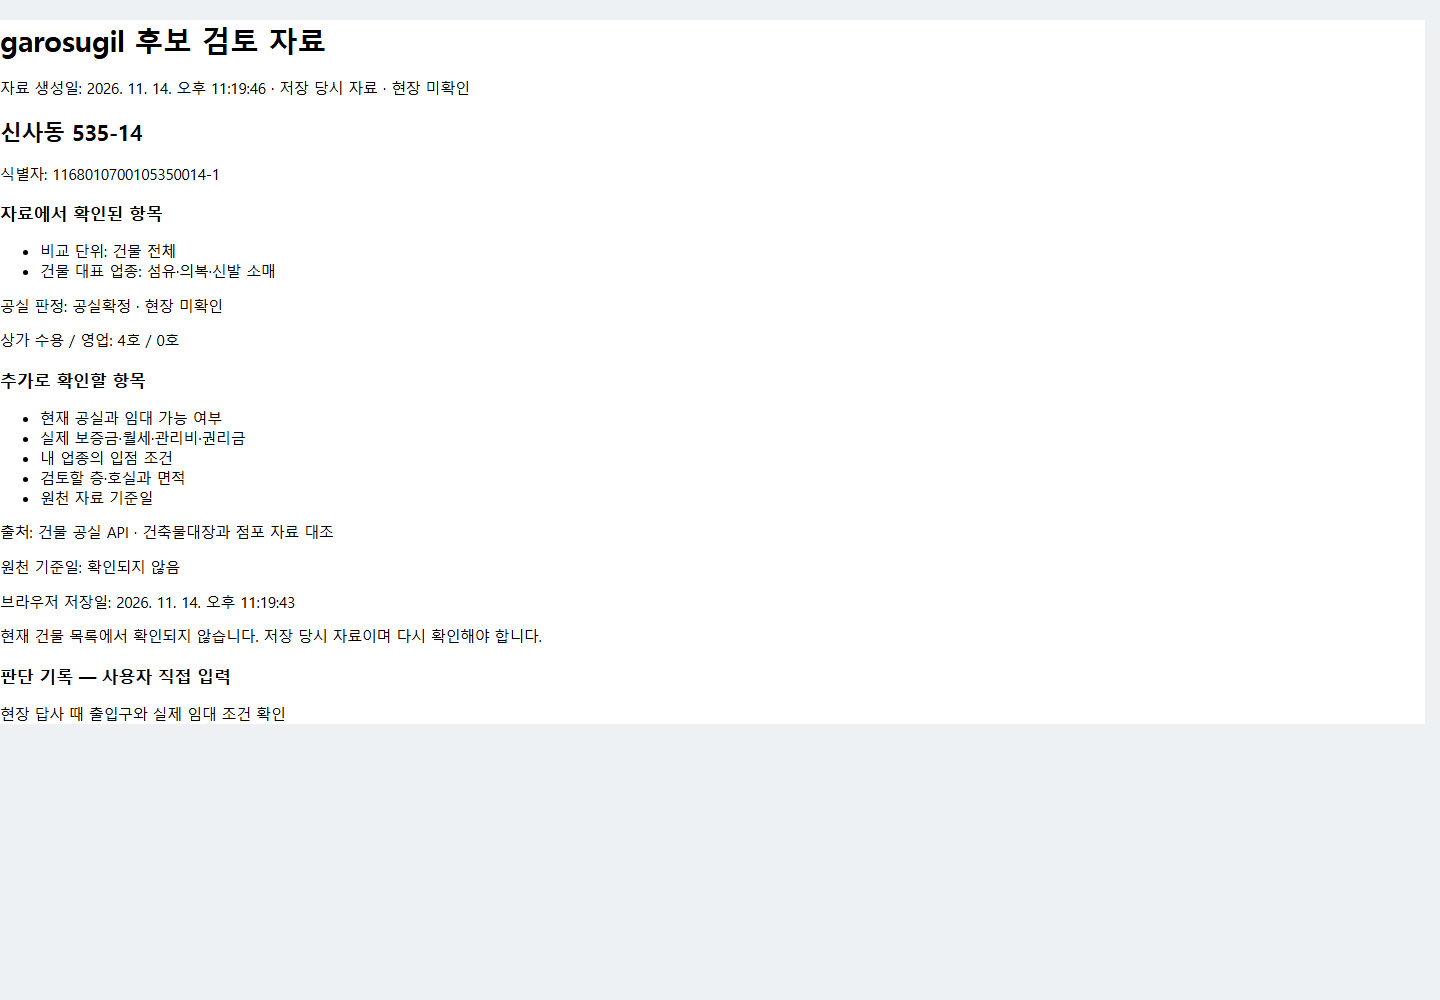 garosugil 후보 검토 자료
자료 생성일: 2026. 11. 14. 오후 11:19:46 · 저장 당시 자료 · 현장 미확인
신사동 535-14
식별자: 1168010700105350014-1
자료에서 확인된 항목
• 비교 단위: 건물 전체
• 건물 대표 업종: 섬유·의복·신발 소매
공실 판정: 공실확정 · 현장 미확인
상가 수용 / 영업: 4호 / 0호
추가로 확인할 항목
• 현재 공실과 임대 가능 여부
• 실제 보증금·월세·관리비·권리금
• 내 업종의 입점 조건
• 검토할 층·호실과 면적
• 원천 자료 기준일
출처: 건물 공실 API · 건축물대장과 점포 자료 대조
원천 기준일: 확인되지 않음
브라우저 저장일: 2026. 11. 14. 오후 11:19:43
현재 건물 목록에서 확인되지 않습니다. 저장 당시 자료이며 다시 확인해야 합니다.
판단 기록 — 사용자 직접 입력
현장 답사 때 출입구와 실제 임대 조건 확인